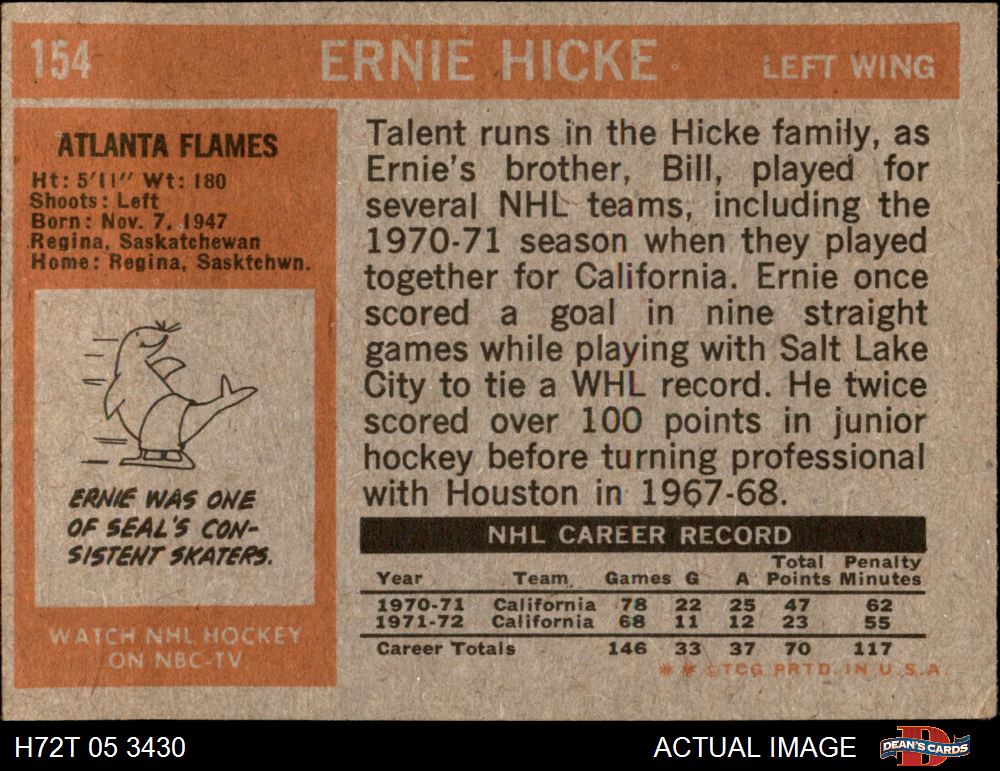 154 ERNIE HICKE LEFT WING
ATLANTA FLAMES
Ht: 5'11" Wt: 180
Shoots: Left
Born: Nov. 7, 1947
Regina, Saskatchewan
Home: Regina, Sasktchwn.
ERNIE WAS ONE
OF SEAL'S CON-
SISTENT SKATERS.
WATCH NHL HOCKEY
ON NBC-TV
Talent runs in the Hicke family, as
Ernie's brother, Bill, played for
several NHL teams, including the
1970-71 season when they played
together for California. Ernie once
scored a goal in nine straight
games while playing with Salt Lake
City to tie a WHL record. He twice
scored over 100 points in junior
hockey before turning professional
with Houston in 1967-68.
NHL CAREER RECORD
Total Penalty
Year Team Games G A Points Minutes
1970-71 California 78 22 25 47 62
1971-72 California 68 11 12 23 55
Career Totals 146 33 37 70 117
** ©TCG PRTD. IN U.S.A.
H72T 05 3430 ACTUAL IMAGE DEAN'S CARDS